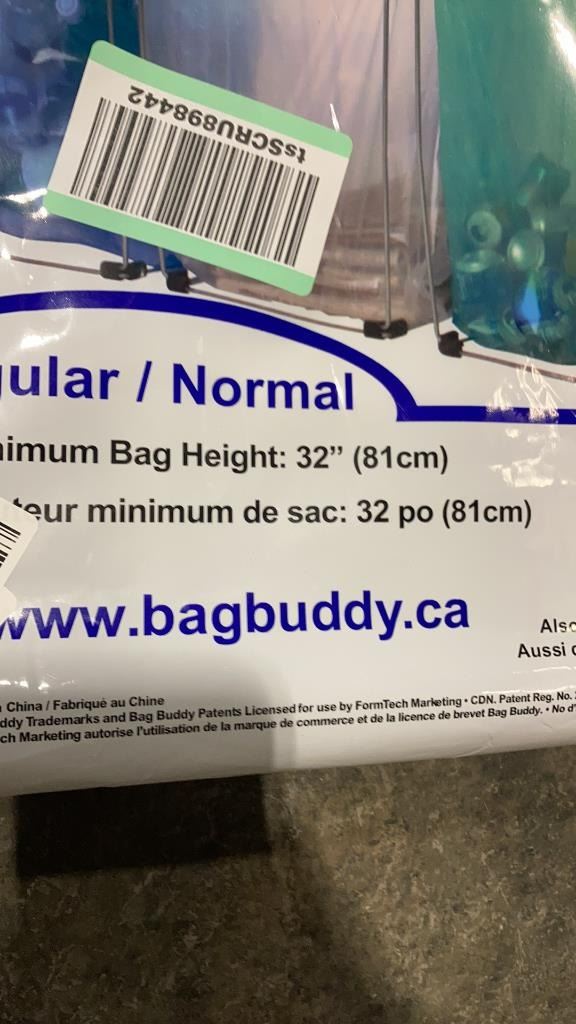 tsSCRU898442
ular / Normal
imum Bag Height: 32" (81cm)
eur minimum de sac: 32 po (81cm)
www.bagbuddy.ca
Also
Aussi
China / Fabriqué au Chine
ddy Trademarks and Bag Buddy Patents Licensed for use by FormTech Marketing • CDN. Patent Reg. No.
ch Marketing autorise l'utilisation de la marque de commerce et de la licence de brevet Bag Buddy. • No d'